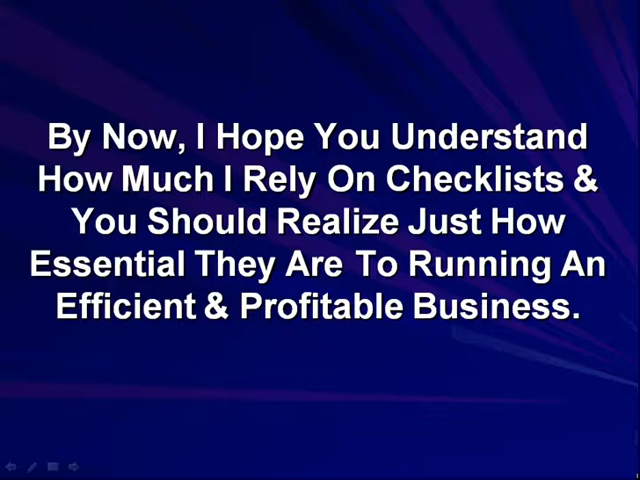 By Now, I Hope You Understand
How Much I Rely On Checklists &
You Should Realize Just How
Essential They Are To Running An
Efficient & Profitable Business.